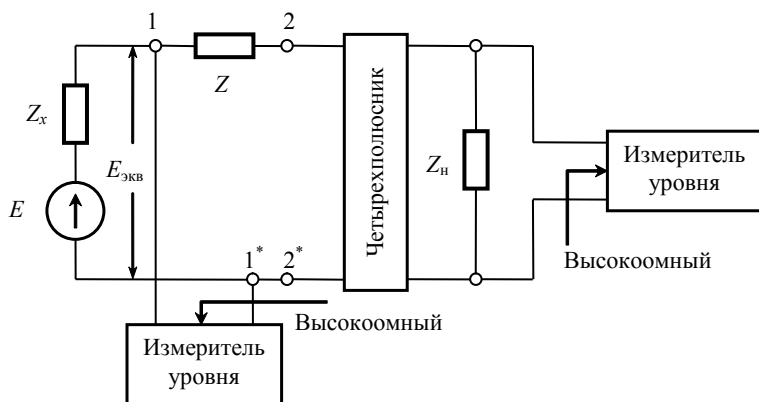 1
2
Z
Zₓ
Eэкв
E
Четырехполюсник
Zн
Измеритель
уровня
Высокоомный
1*
2*
Высокоомный
Измеритель
уровня